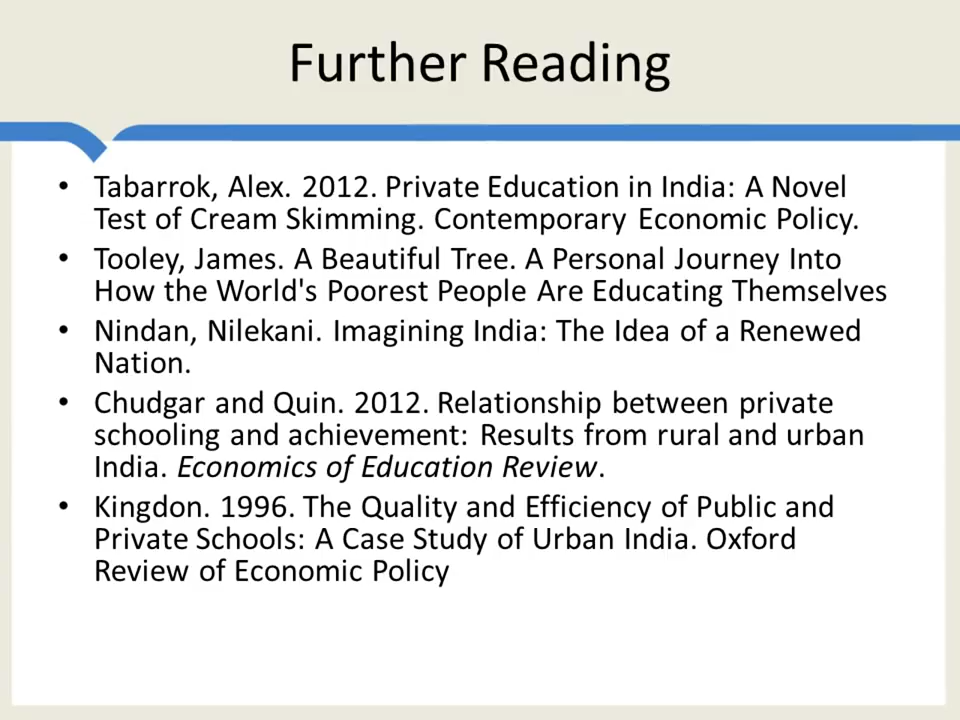 Further Reading
• Tabarrok, Alex. 2012. Private Education in India: A Novel
Test of Cream Skimming. Contemporary Economic Policy.
• Tooley, James. A Beautiful Tree. A Personal Journey Into
How the World's Poorest People Are Educating Themselves
• Nindan, Nilekani. Imagining India: The Idea of a Renewed
Nation.
• Chudgar and Quin. 2012. Relationship between private
schooling and achievement: Results from rural and urban
India. Economics of Education Review.
• Kingdon. 1996. The Quality and Efficiency of Public and
Private Schools: A Case Study of Urban India. Oxford
Review of Economic Policy